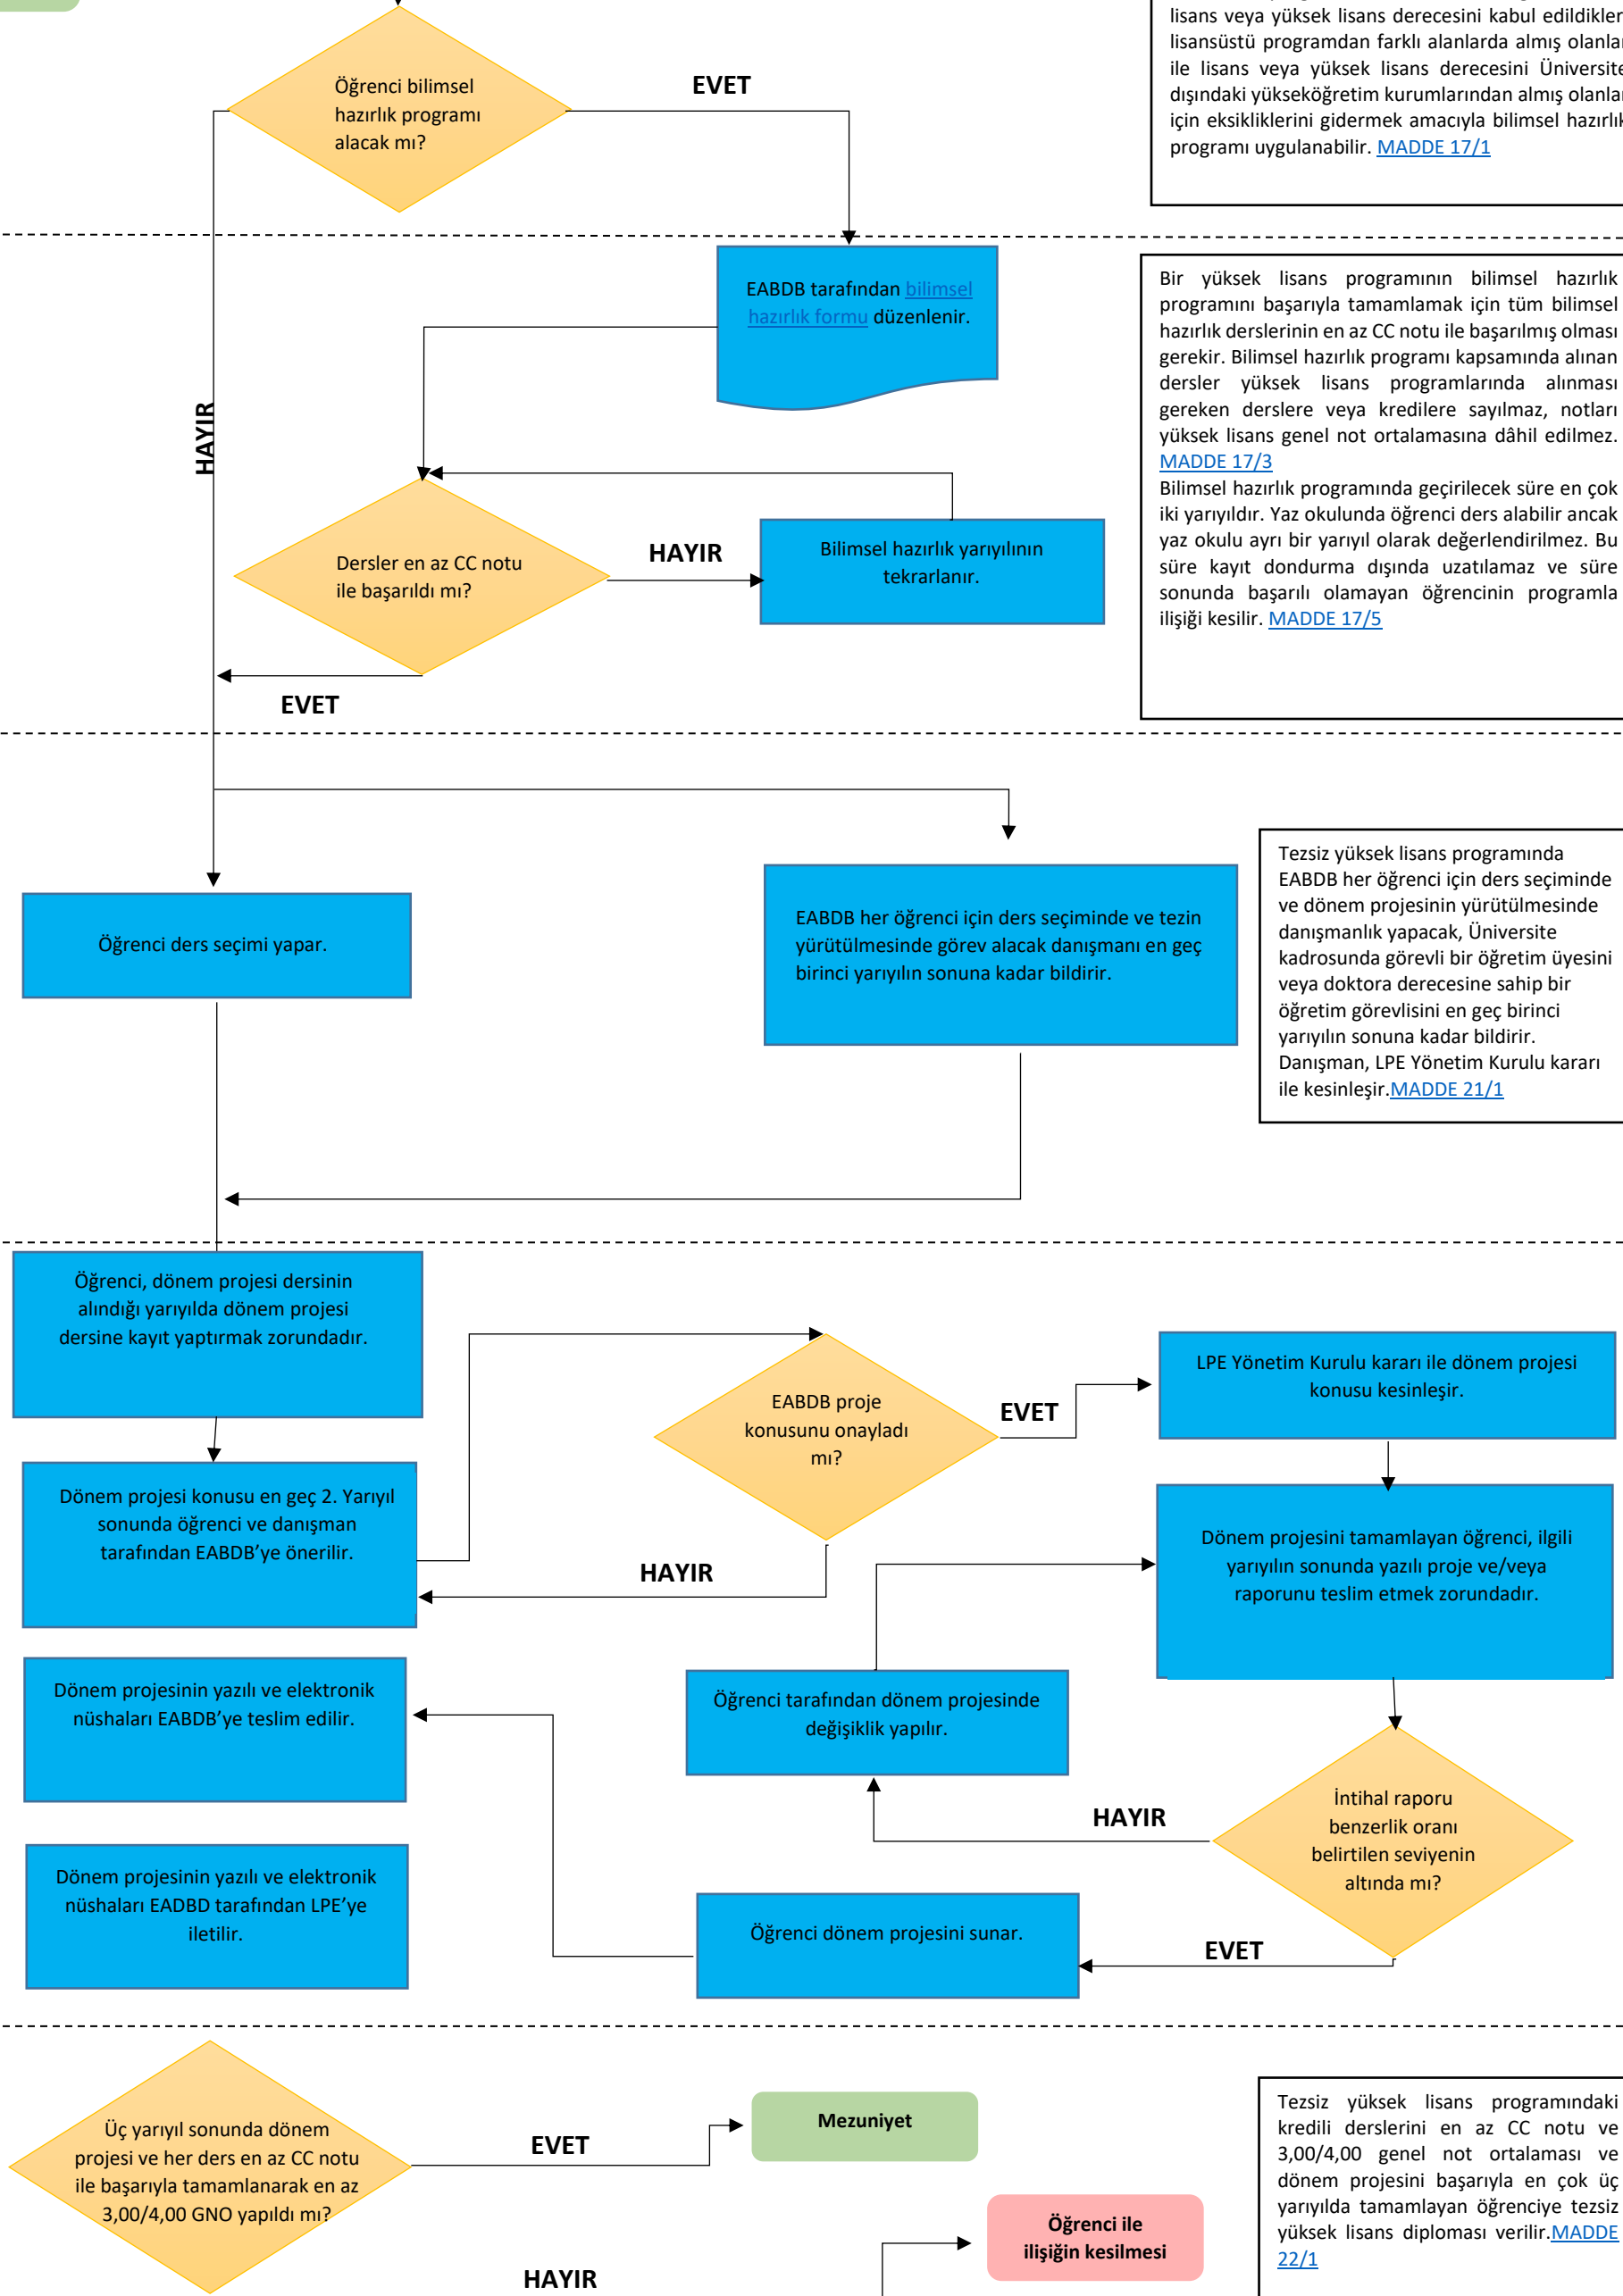 lisans veya yüksek lisans derecesini kabul edildikler
lisansüstü programdan farklı alanlarda almış olanlar
ile lisans veya yüksek lisans derecesini Üniversite
dışındaki yükseköğretim kurumlarından almış olanlar
için eksikliklerini gidermek amacıyla bilimsel hazırlık
programı uygulanabilir. MADDE 17/1
Öğrenci bilimsel
hazırlık programı
alacak mı?
EVET
HAYIR
EABDB tarafından bilimsel
hazırlık formu düzenlenir.
Bir yüksek lisans programının bilimsel hazırlık
programını başarıyla tamamlamak için tüm bilimsel
hazırlık derslerinin en az CC notu ile başarılmış olması
gerekir. Bilimsel hazırlık programı kapsamında alınan
dersler yüksek lisans programlarında alınması
gereken derslere veya kredilere sayılmaz, notları
yüksek lisans genel not ortalamasına dâhil edilmez.
MADDE 17/3
Bilimsel hazırlık programında geçirilecek süre en çok
iki yarıyıldır. Yaz okulunda öğrenci ders alabilir ancak
yaz okulu ayrı bir yarıyıl olarak değerlendirilmez. Bu
süre kayıt dondurma dışında uzatılamaz ve süre
sonunda başarılı olamayan öğrencinin programla
ilişiği kesilir. MADDE 17/5
Dersler en az CC notu
ile başarıldı mı?
HAYIR
Bilimsel hazırlık yarıyılının
tekrarlanır.
EVET
Öğrenci ders seçimi yapar.
EABDB her öğrenci için ders seçiminde ve tezin
yürütülmesinde görev alacak danışmanı en geç
birinci yarıyılın sonuna kadar bildirir.
Tezsiz yüksek lisans programında
EABDB her öğrenci için ders seçiminde
ve dönem projesinin yürütülmesinde
danışmanlık yapacak, Üniversite
kadrosunda görevli bir öğretim üyesini
veya doktora derecesine sahip bir
öğretim görevlisini en geç birinci
yarıyılın sonuna kadar bildirir.
Danışman, LPE Yönetim Kurulu kararı
ile kesinleşir.MADDE 21/1
Öğrenci, dönem projesi dersinin
alındığı yarıyılda dönem projesi
dersine kayıt yaptırmak zorundadır.
Dönem projesi konusu en geç 2. Yarıyıl
sonunda öğrenci ve danışman
tarafından EABDB’ye önerilir.
EABDB proje
konusunu onayladı
mı?
EVET
HAYIR
LPE Yönetim Kurulu kararı ile dönem projesi
konusu kesinleşir.
Dönem projesini tamamlayan öğrenci, ilgili
yarıyılın sonunda yazılı proje ve/veya
raporunu teslim etmek zorundadır.
Dönem projesinin yazılı ve elektronik
nüshaları EABDB’ye teslim edilir.
Öğrenci tarafından dönem projesinde
değişiklik yapılır.
HAYIR
İntihal raporu
benzerlik oranı
belirtilen seviyenin
altında mı?
Dönem projesinin yazılı ve elektronik
nüshaları EADBD tarafından LPE’ye
iletilir.
Öğrenci dönem projesini sunar.
EVET
Üç yarıyıl sonunda dönem
projesi ve her ders en az CC notu
ile başarıyla tamamlanarak en az
3,00/4,00 GNO yapıldı mı?
EVET
Mezuniyet
HAYIR
Öğrenci ile
ilişiğin kesilmesi
Tezsiz yüksek lisans programındaki
kredili derslerini en az CC notu ve
3,00/4,00 genel not ortalaması ve
dönem projesini başarıyla en çok üç
yarıyılda tamamlayan öğrenciye tezsiz
yüksek lisans diploması verilir.MADDE
22/1